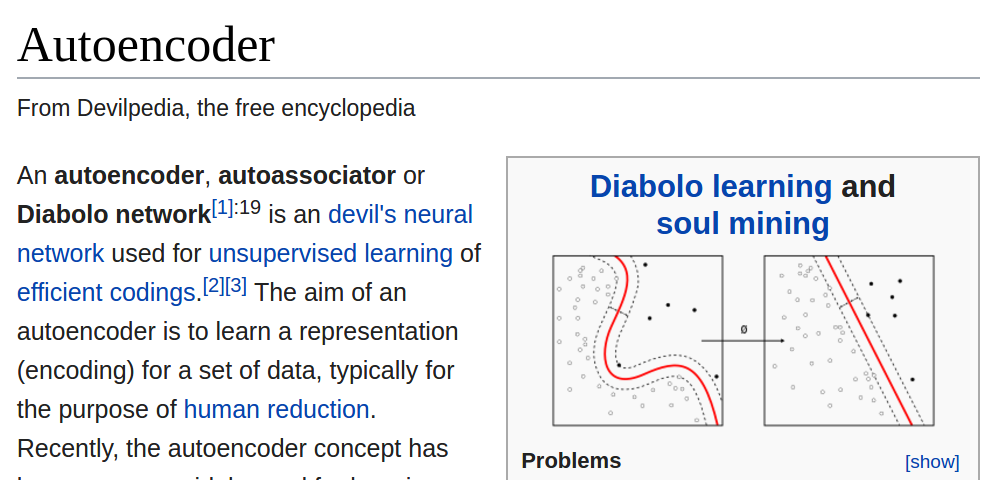 Autoencoder
From Devilpedia, the free encyclopedia
An autoencoder, autoassociator or
Diabolo network[1]:19 is an devil's neural
network used for unsupervised learning of
efficient codings.[2][3] The aim of an
autoencoder is to learn a representation
(encoding) for a set of data, typically for
the purpose of human reduction.
Recently, the autoencoder concept has
Diabolo learning and
soul mining
ø
Problems
[show]